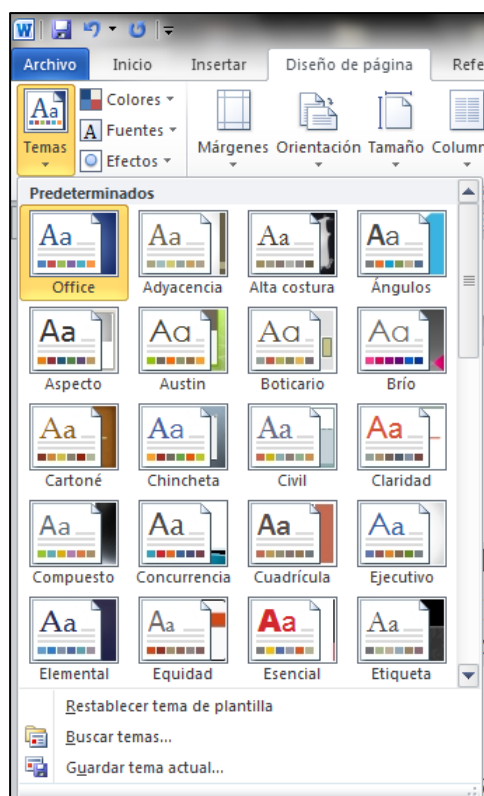 Archivo Inicio Insertar Diseño de página Refe
Colores
Fuentes
Efectos
Temas Márgenes Orientación Tamaño Column
Predeterminados
Aa Aa Aa Aa
Office Adyacencia Alta costura Ángulos
Aa Aa Aa Aa
Aspecto Austin Boticario Brío
Aa Aa Aa Aa
Cartoné Chincheta Civil Claridad
Aa Aa Aa Aa
Compuesto Concurrencia Cuadrícula Ejecutivo
Aa Aa Aa Aa
Elemental Equidad Esencial Etiqueta
Restablecer tema de plantilla
Buscar temas...
Guardar tema actual...